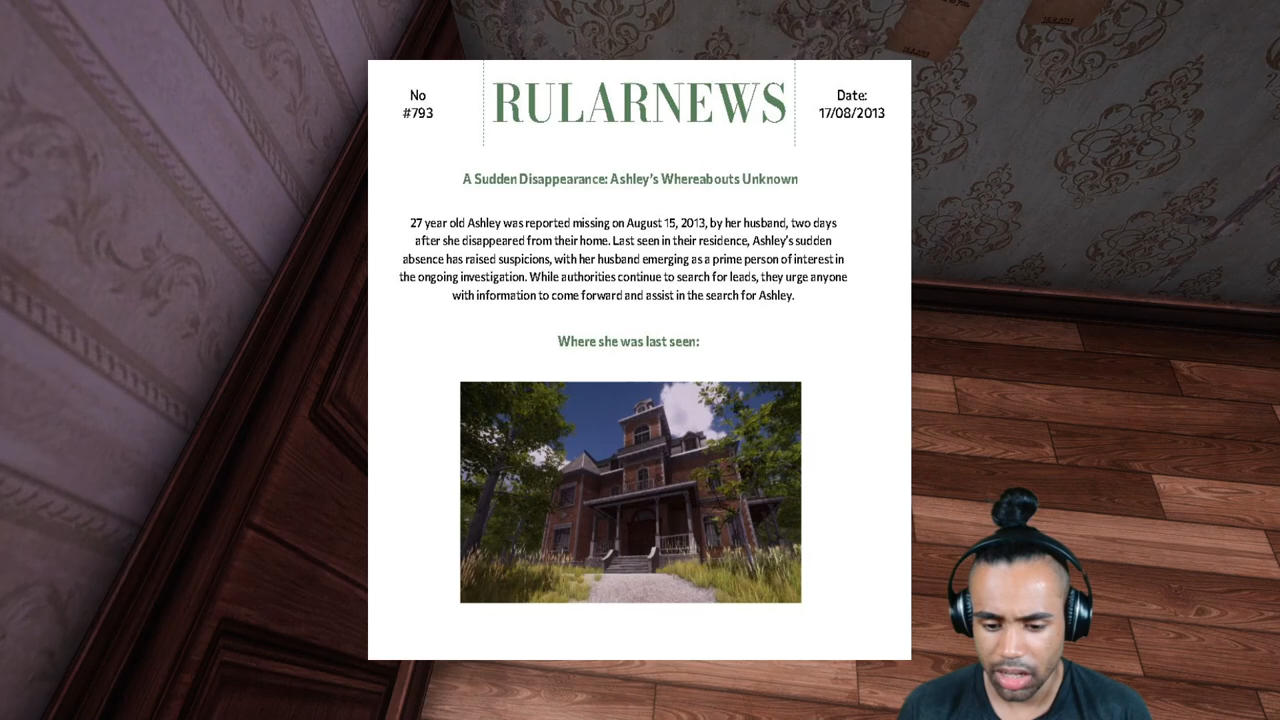 No
#793
RULARNEWS
Date:
17/08/2013
A Sudden Disappearance: Ashley's Whereabouts Unknown
27 year old Ashley was reported missing on August 15, 2013, by her husband, two days
after she disappeared from their home. Last seen in their residence, Ashley's sudden
absence has raised suspicions, with her husband emerging as a prime person of interest in
the ongoing investigation. While authorities continue to search for leads, they urge anyone
with information to come forward and assist in the search for Ashley.
Where she was last seen: